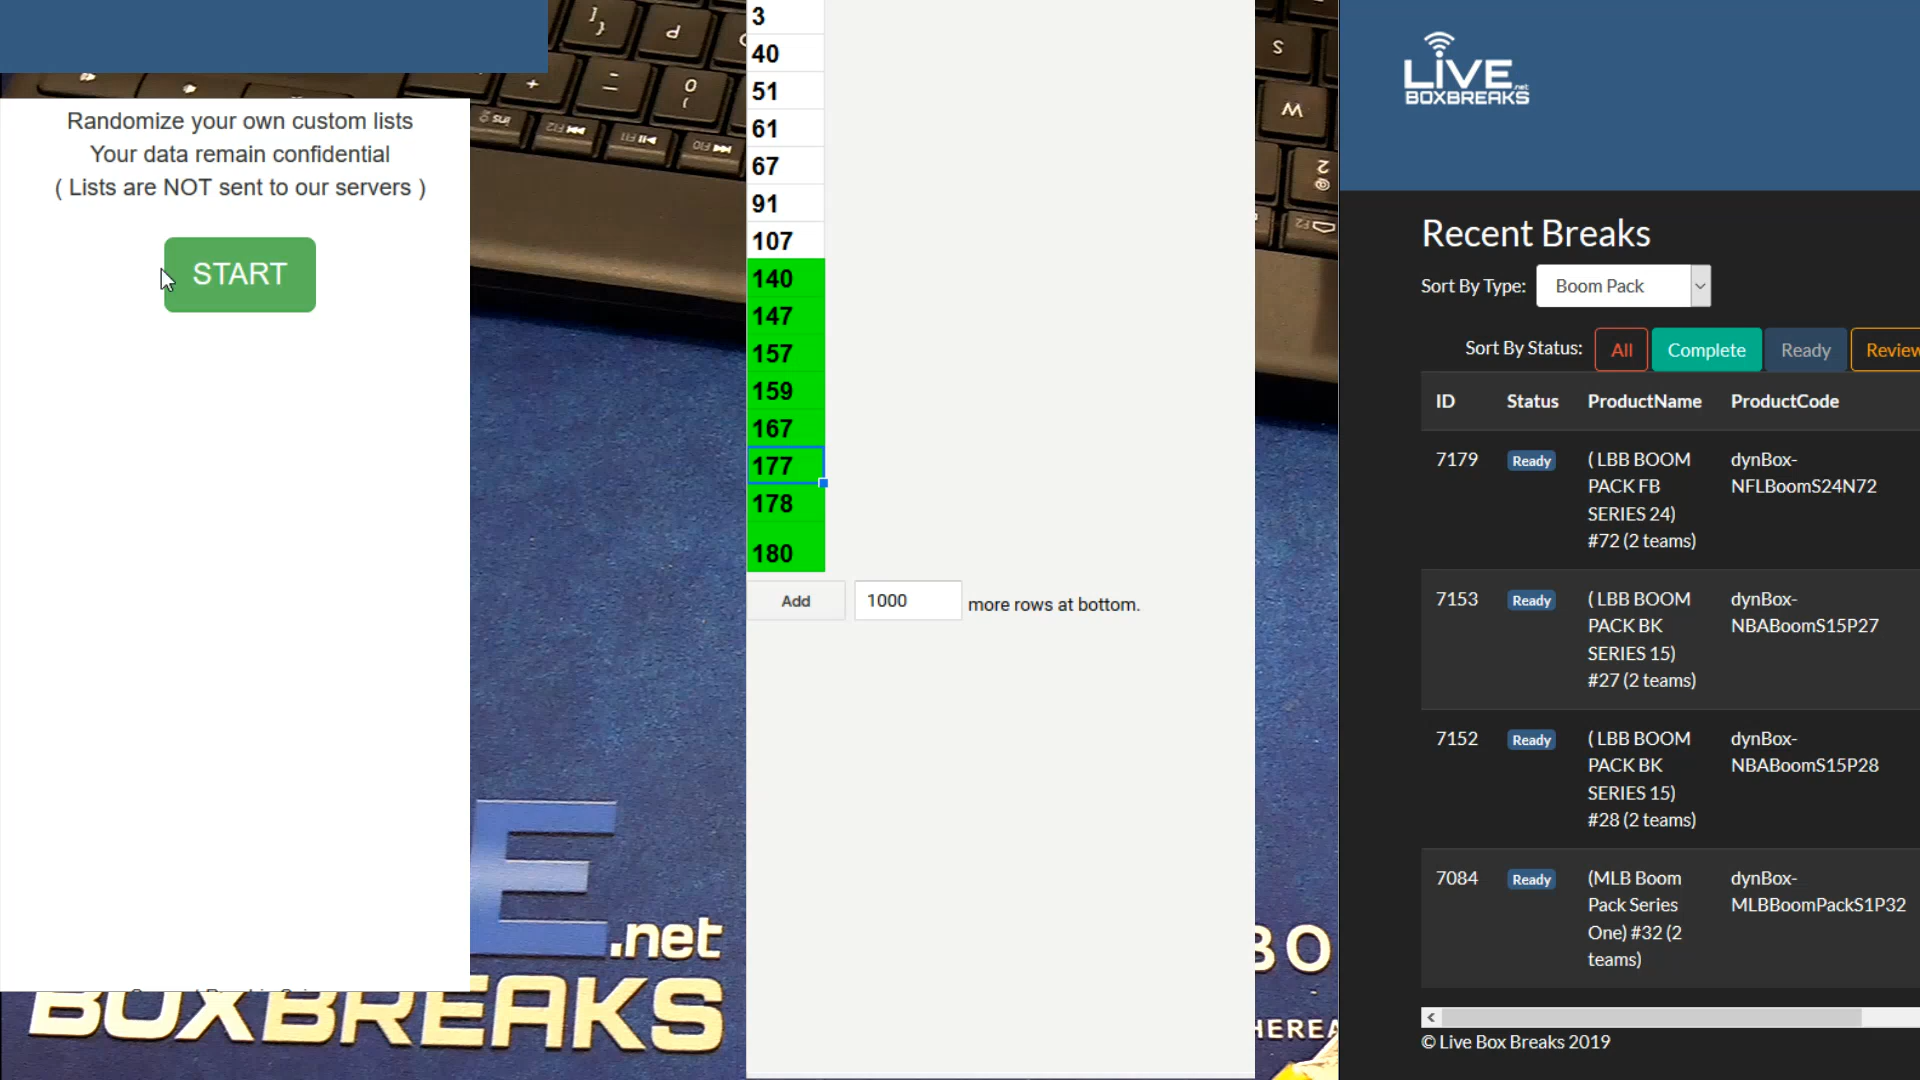 Randomize your own custom lists
Your data remain confidential
( Lists are NOT sent to our servers )
START
3
40
51
61
67
91
107
140
147
157
159
167
177
178
180
Add 1000 more rows at bottom.
LIVE.net
BOXBREAKS
Recent Breaks
Sort By Type: Boom Pack
Sort By Status: All Complete Ready Review
ID Status ProductName ProductCode
7179 Ready ( LBB BOOM PACK FB SERIES 24) #72 (2 teams) dynBox-NFLBoomS24N72
7153 Ready ( LBB BOOM PACK BK SERIES 15) #27 (2 teams) dynBox-NBABoomS15P27
7152 Ready ( LBB BOOM PACK BK SERIES 15) #28 (2 teams) dynBox-NBABoomS15P28
7084 Ready (MLB Boom Pack Series One) #32 (2 teams) dynBox-MLBBoomPackS1P32
© Live Box Breaks 2019
E.net
BOXBREAKS
BO
HEREA